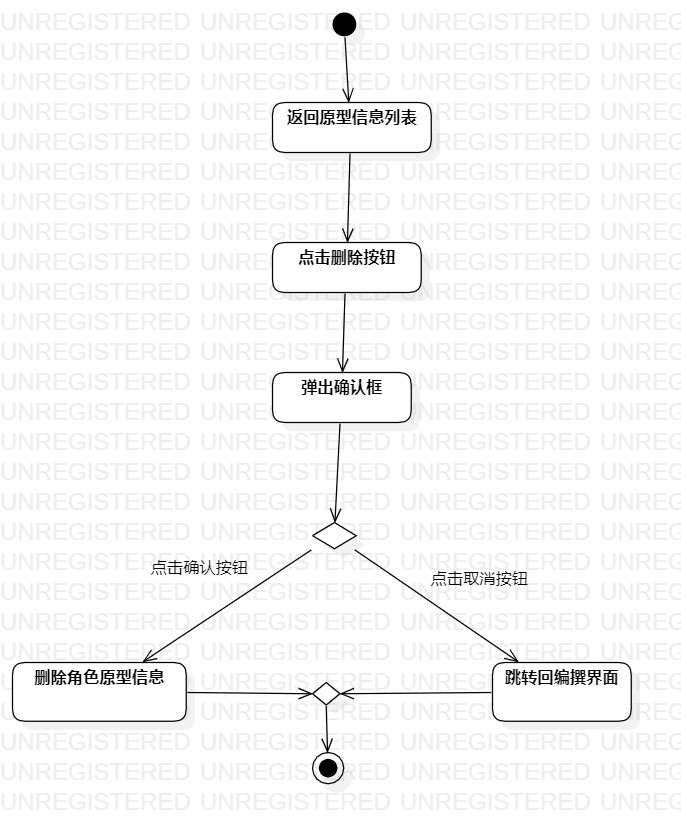 UNREGISTERED UNREGISTERED UNREGISTERED UNREGISTERED
返回原型信息列表
点击删除按钮
弹出确认框
点击确认按钮
点击取消按钮
删除角色原型信息
跳转回编撰界面